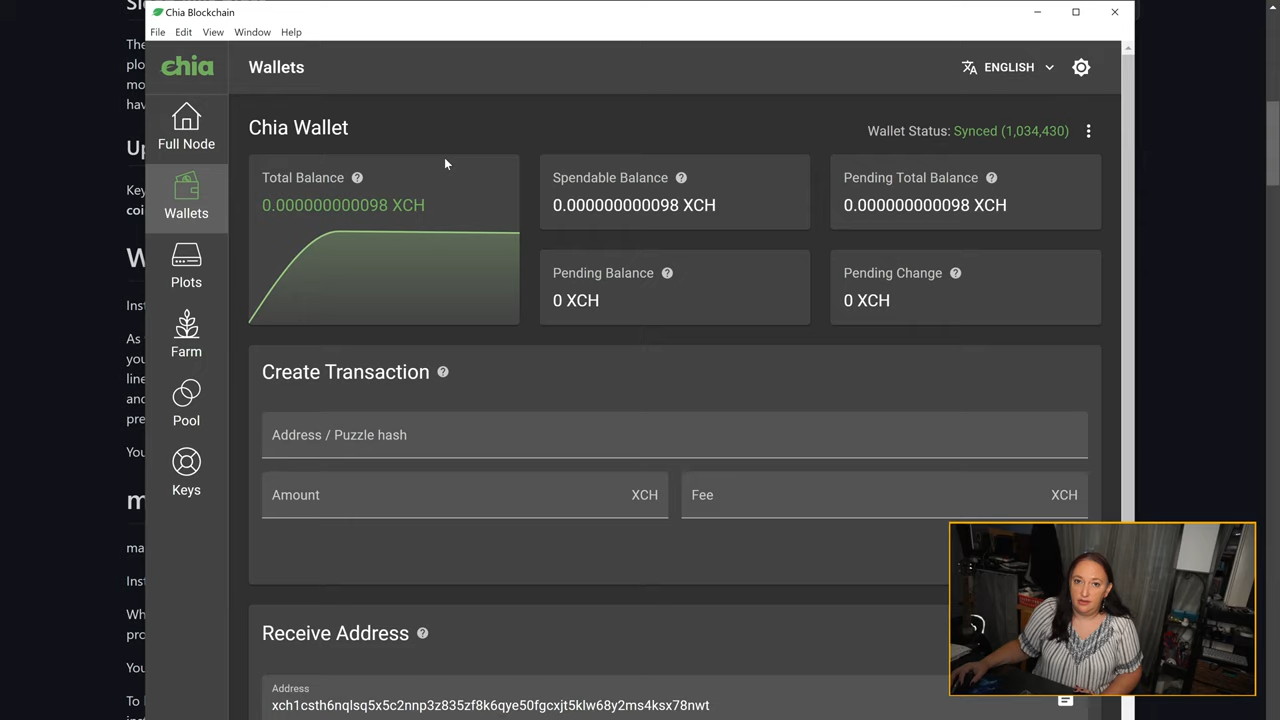 Chia Blockchain
File Edit View Window Help
chia
Wallets
ENGLISH
Full Node
Wallets
Plots
Farm
Pool
Keys
Chia Wallet
Wallet Status: Synced (1,034,430)
Total Balance ?
0.000000000098 XCH
Spendable Balance ?
0.000000000098 XCH
Pending Total Balance ?
0.000000000098 XCH
Pending Balance ?
0 XCH
Pending Change ?
0 XCH
Create Transaction ?
Address / Puzzle hash
Amount XCH
Fee XCH
Receive Address ?
Address
xch1csth6nqlsq5x5c2nnp3z835zf8k6qye50fgcxjt5klw68y2ms4ksx78nwt